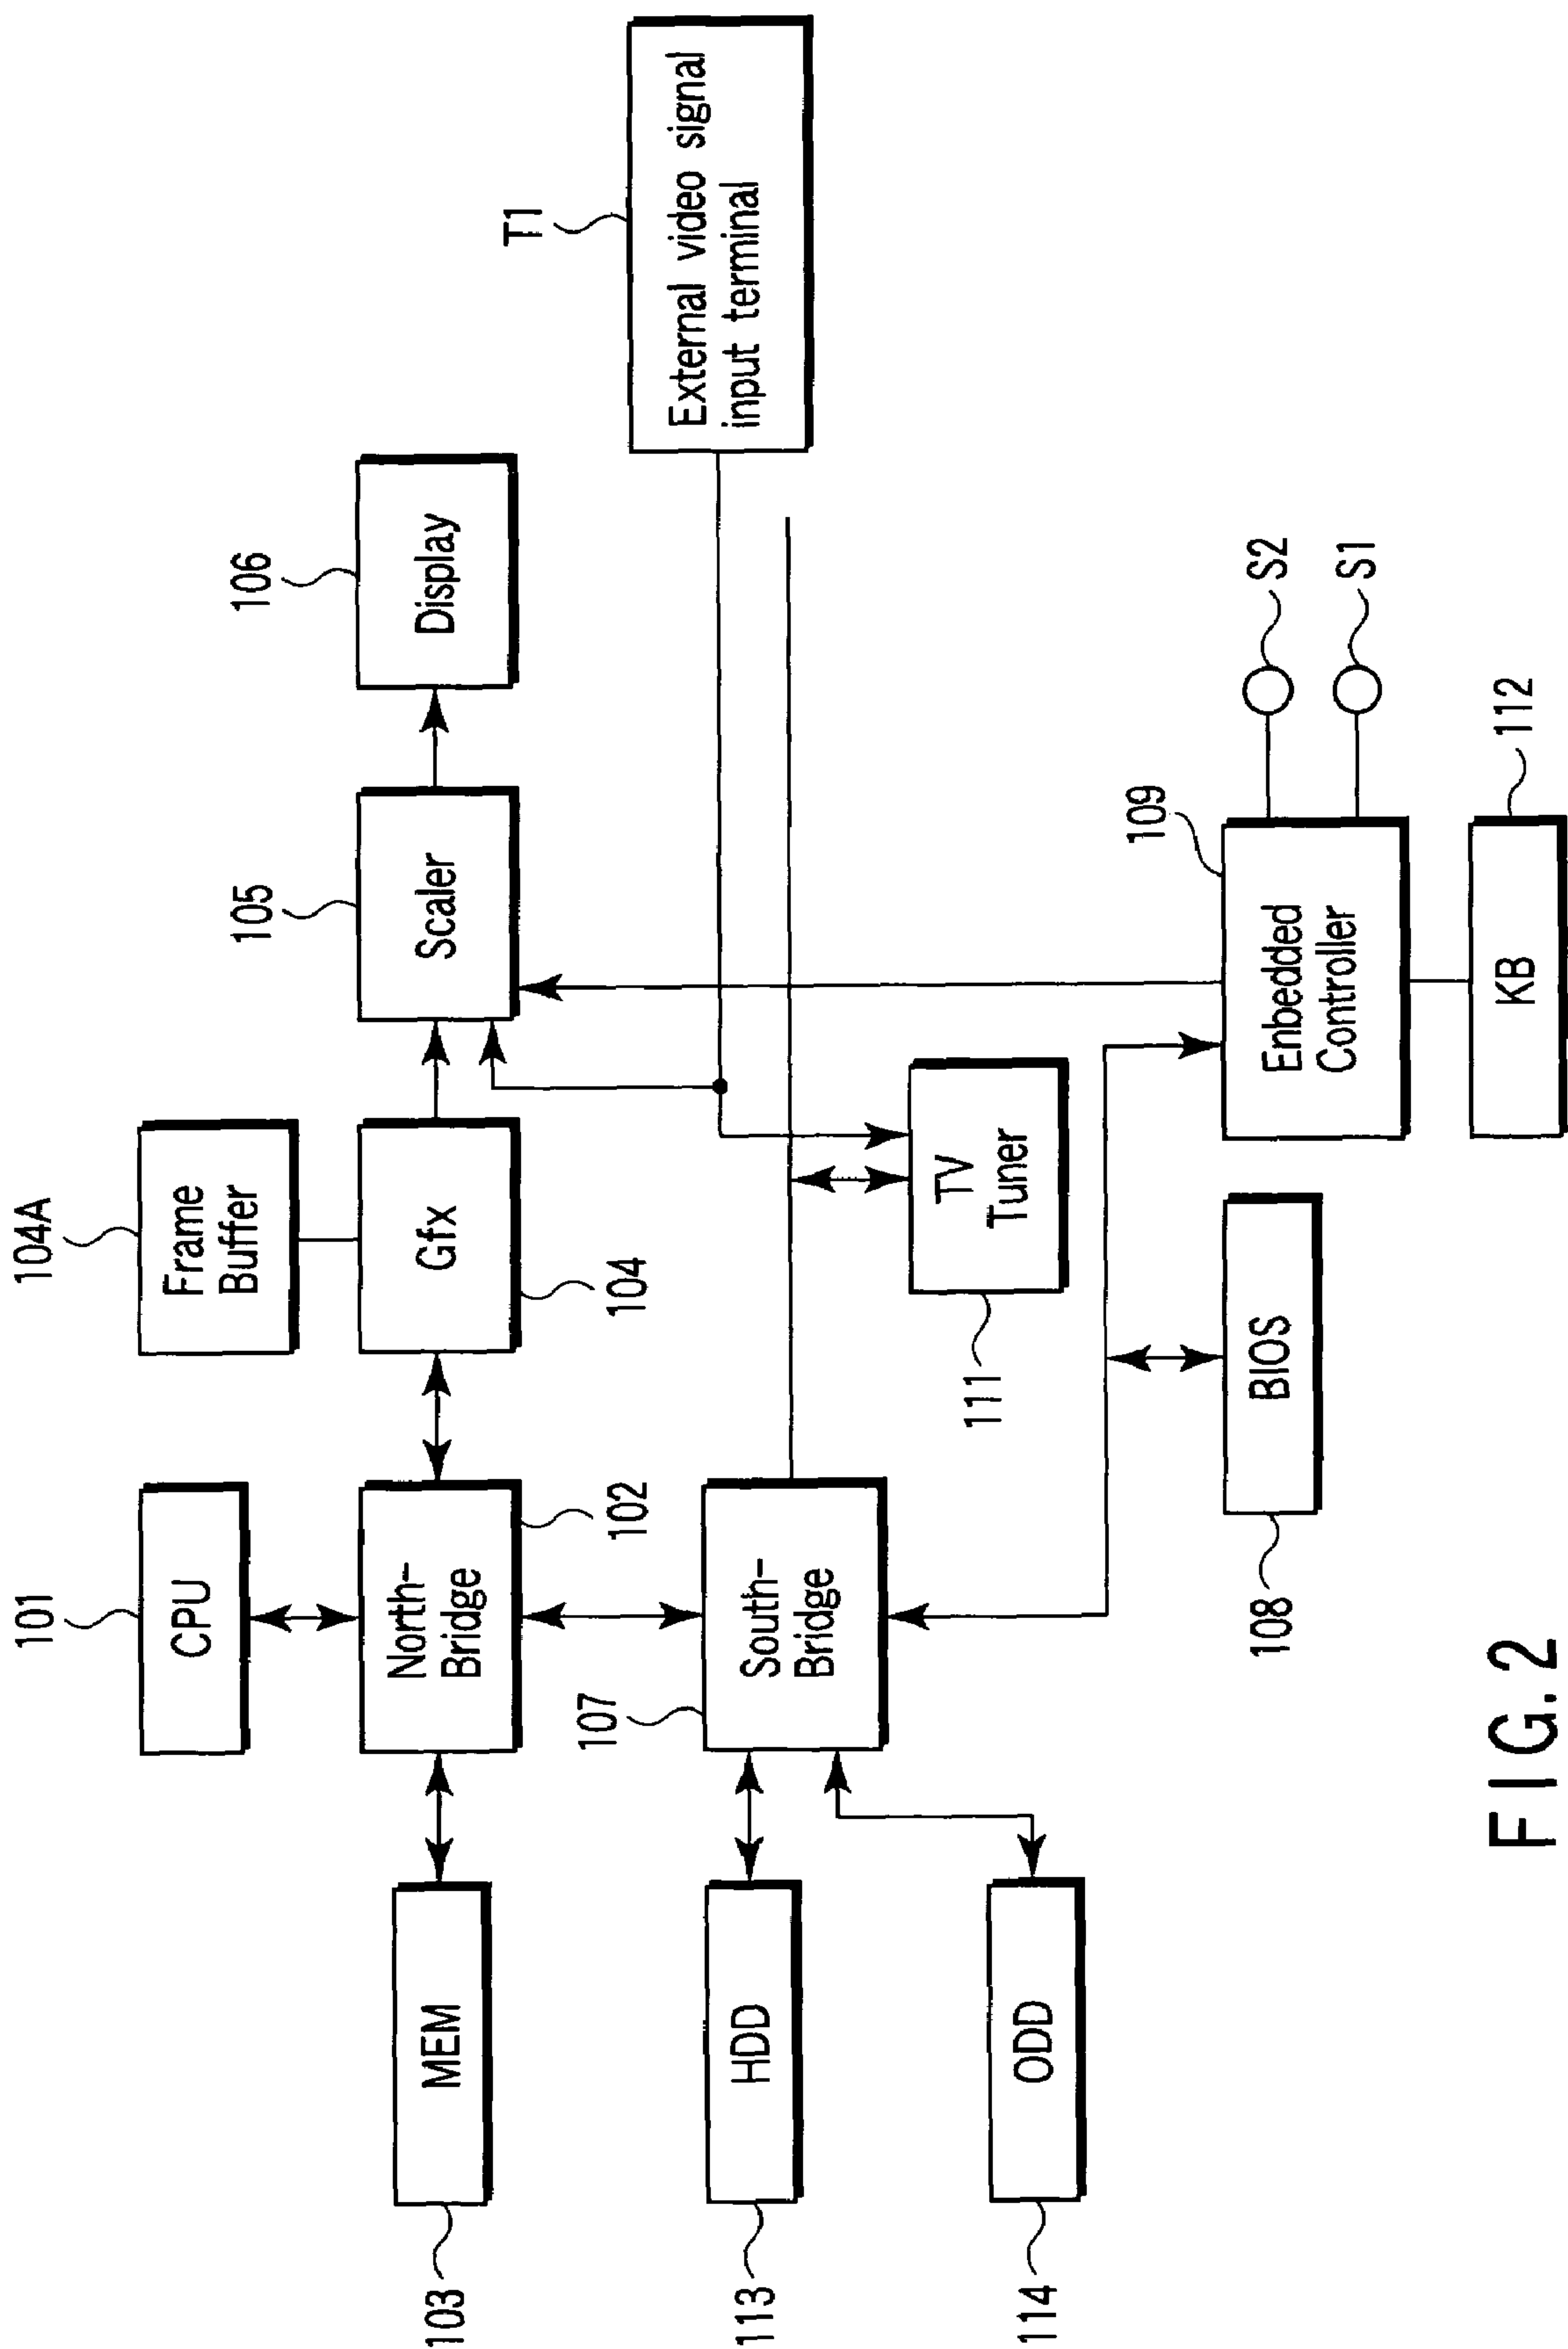 101
CPU
104A
Frame
Buffer
105
106
MEM
103
North-
Bridge
102
Gfx
104
Scaler
Display
T1
External video signal
input terminal
107
HDD
113
South-
Bridge
TV
Tuner
111
ODD
114
BIOS
108
109
Enbedded
Controller
S2
S1
KB
112
FIG. 2